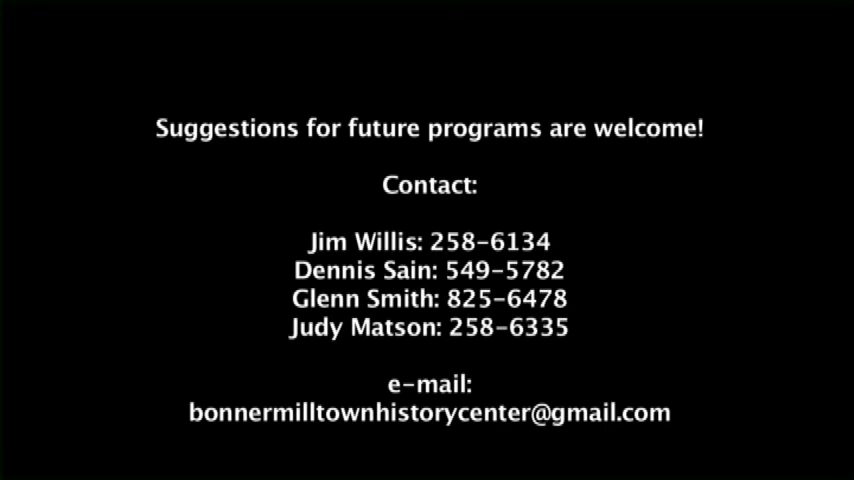 Suggestions for future programs are welcome!
Contact:
Jim Willis: 258-6134
Dennis Sain: 549-5782
Glenn Smith: 825-6478
Judy Matson: 258-6335
e-mail:
bonnermilltownhistorycenter@gmail.com